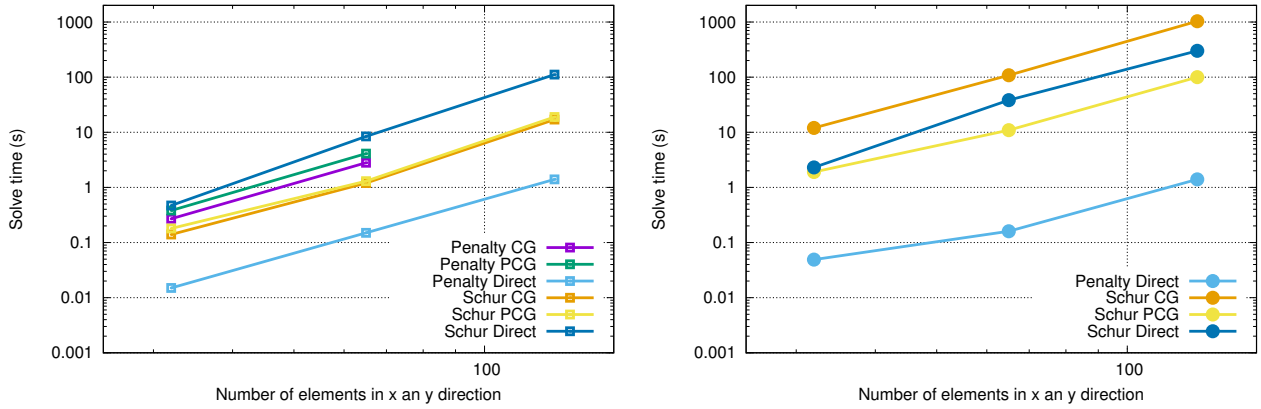 1000
100
10
1
0.1
0.01
0.001
Solve time (s)
Penalty CG
Penalty PCG
Penalty Direct
Schur CG
Schur PCG
Schur Direct
100
Number of elements in x an y direction
1000
100
10
1
0.1
0.01
0.001
Solve time (s)
Penalty Direct
Schur CG
Schur PCG
Schur Direct
100
Number of elements in x an y direction